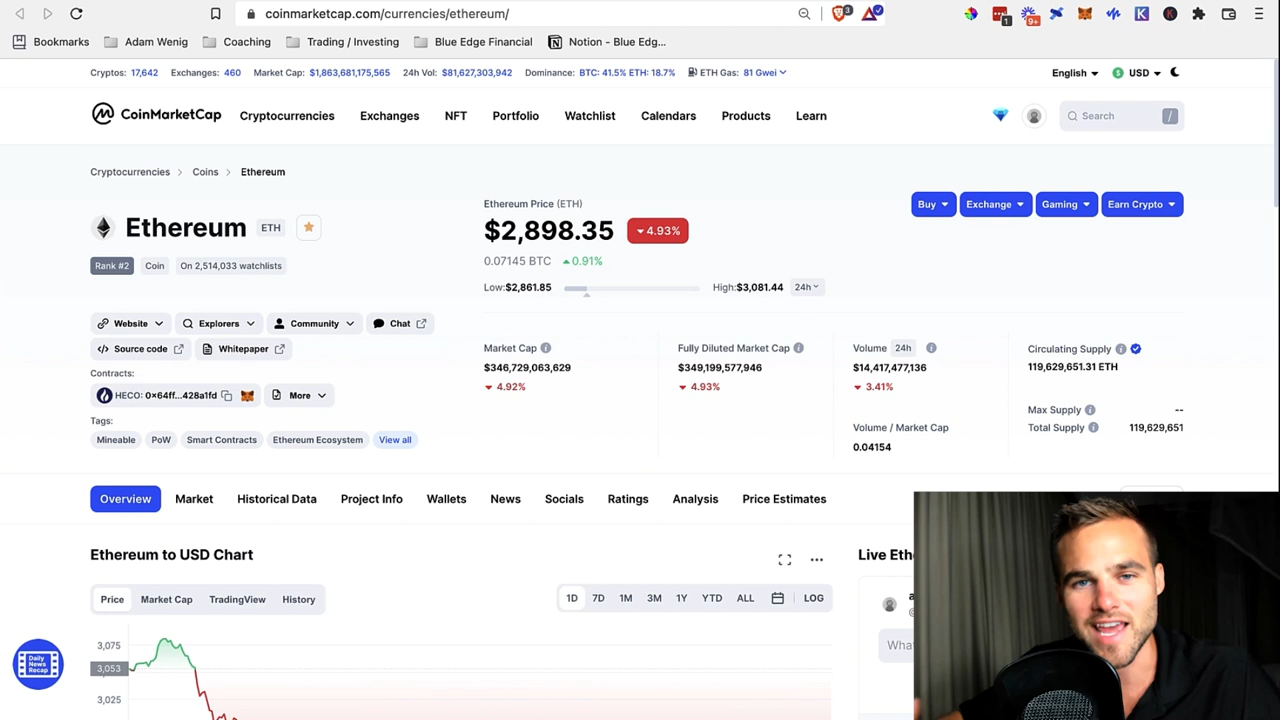 coinmarketcap.com/currencies/ethereum/
3
1
9+
Bookmarks Adam Wenig Coaching Trading / Investing Blue Edge Financial Notion - Blue Edg...
Cryptos: 17,642 Exchanges: 460 Market Cap: $1,863,681,175,565 24h Vol: $81,627,303,942 Dominance: BTC: 41.5% ETH: 18.7% ETH Gas: 81 Gwei English USD
CoinMarketCap Cryptocurrencies Exchanges NFT Portfolio Watchlist Calendars Products Learn Search /
Cryptocurrencies > Coins > Ethereum
Ethereum ETH
Rank #2 Coin On 2,514,033 watchlists
Ethereum Price (ETH)
$2,898.35 4.93%
0.07145 BTC 0.91%
Low:$2,861.85 High:$3,081.44 24h
Buy Exchange Gaming Earn Crypto
Website Explorers Community Chat
Source code Whitepaper
Contracts:
HECO: 0x64ff...428a1fd More
Tags:
Mineable PoW Smart Contracts Ethereum Ecosystem View all
Market Cap
$346,729,063,629
4.92%
Fully Diluted Market Cap
$349,199,577,946
4.93%
Volume 24h
$14,417,477,136
3.41%
Volume / Market Cap
0.04154
Circulating Supply
119,629,651.31 ETH
Max Supply --
Total Supply 119,629,651
Overview Market Historical Data Project Info Wallets News Socials Ratings Analysis Price Estimates
Ethereum to USD Chart
Price Market Cap TradingView History
1D 7D 1M 3M 1Y YTD ALL LOG
3,075
3,053
3,025
Daily
News
Recap
Live Eth
What